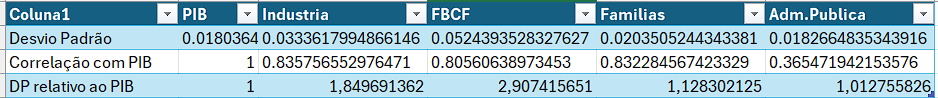 Coluna1 PIB Industria FBCF Familias Adm.Publica
Desvio Padrão 0.0180364 0.0333617994866146 0.0524393528327627 0.0203505244343381 0.0182664835343916
Correlação com PIB 1 0.835756552976471 0.80560638973453 0.832284567423329 0.365471942153576
DP relativo ao PIB 1 1,849691362 2,907415651 1,128302125 1,012755826